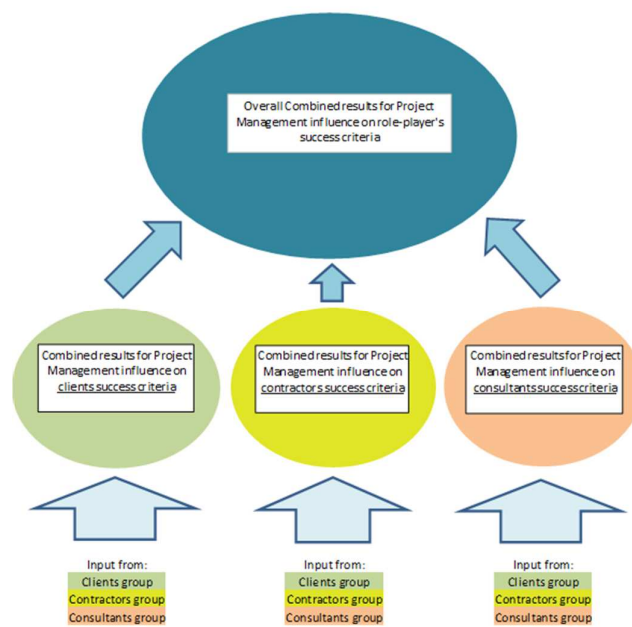 Overall Combined results for Project
Management influence on role-player's
success criteria
Combined results for Project
Management influence on
clients success criteria
Combined results for Project
Management influence on
contractors success criteria
Combined results for Project
Management influence on
consultants success criteria
Input from:
Clients group
Contractors group
Consultants group
Input from:
Clients group
Contractors group
Consultants group
Input from:
Clients group
Contractors group
Consultants group